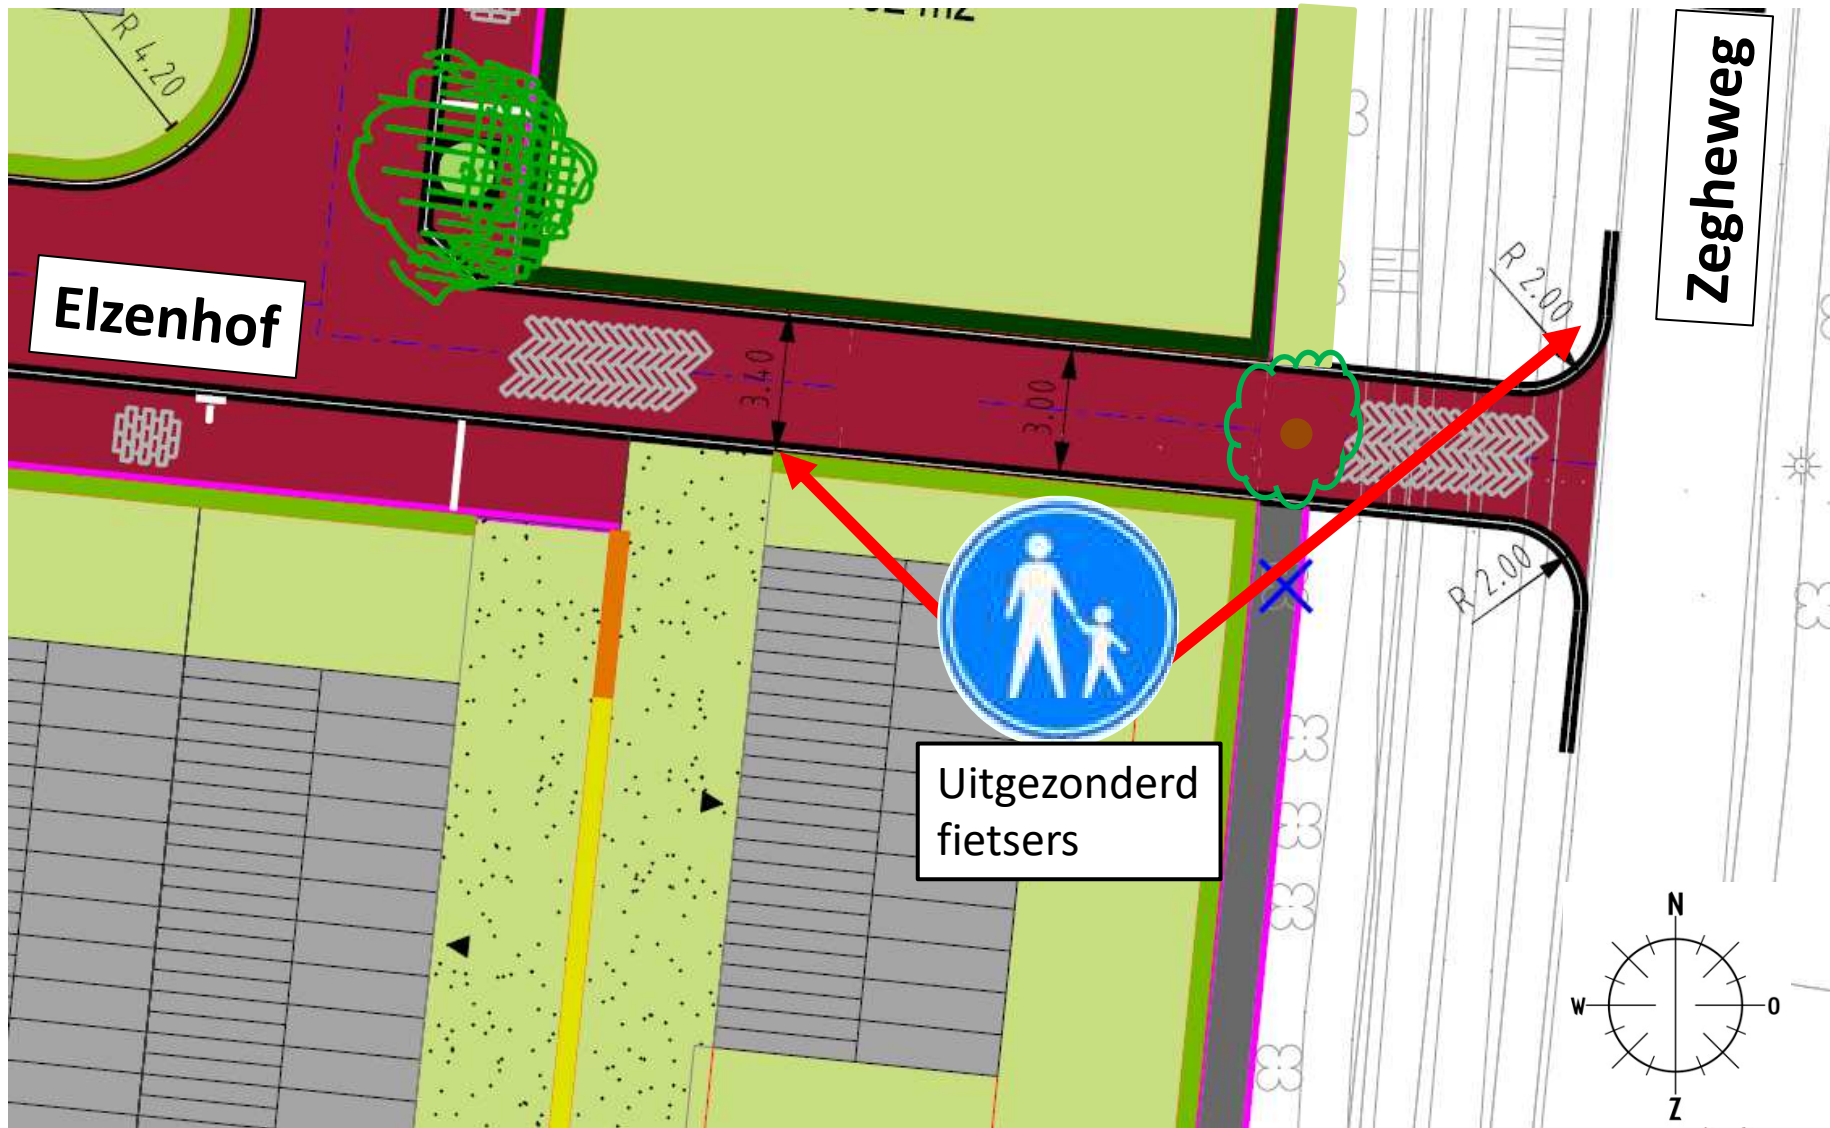 R 4.20
Zegheweg
R 2.00
Elzenhof
3.40
3.00
R 2.00
Uitgezonderd
fietsers
N
W
O
Z